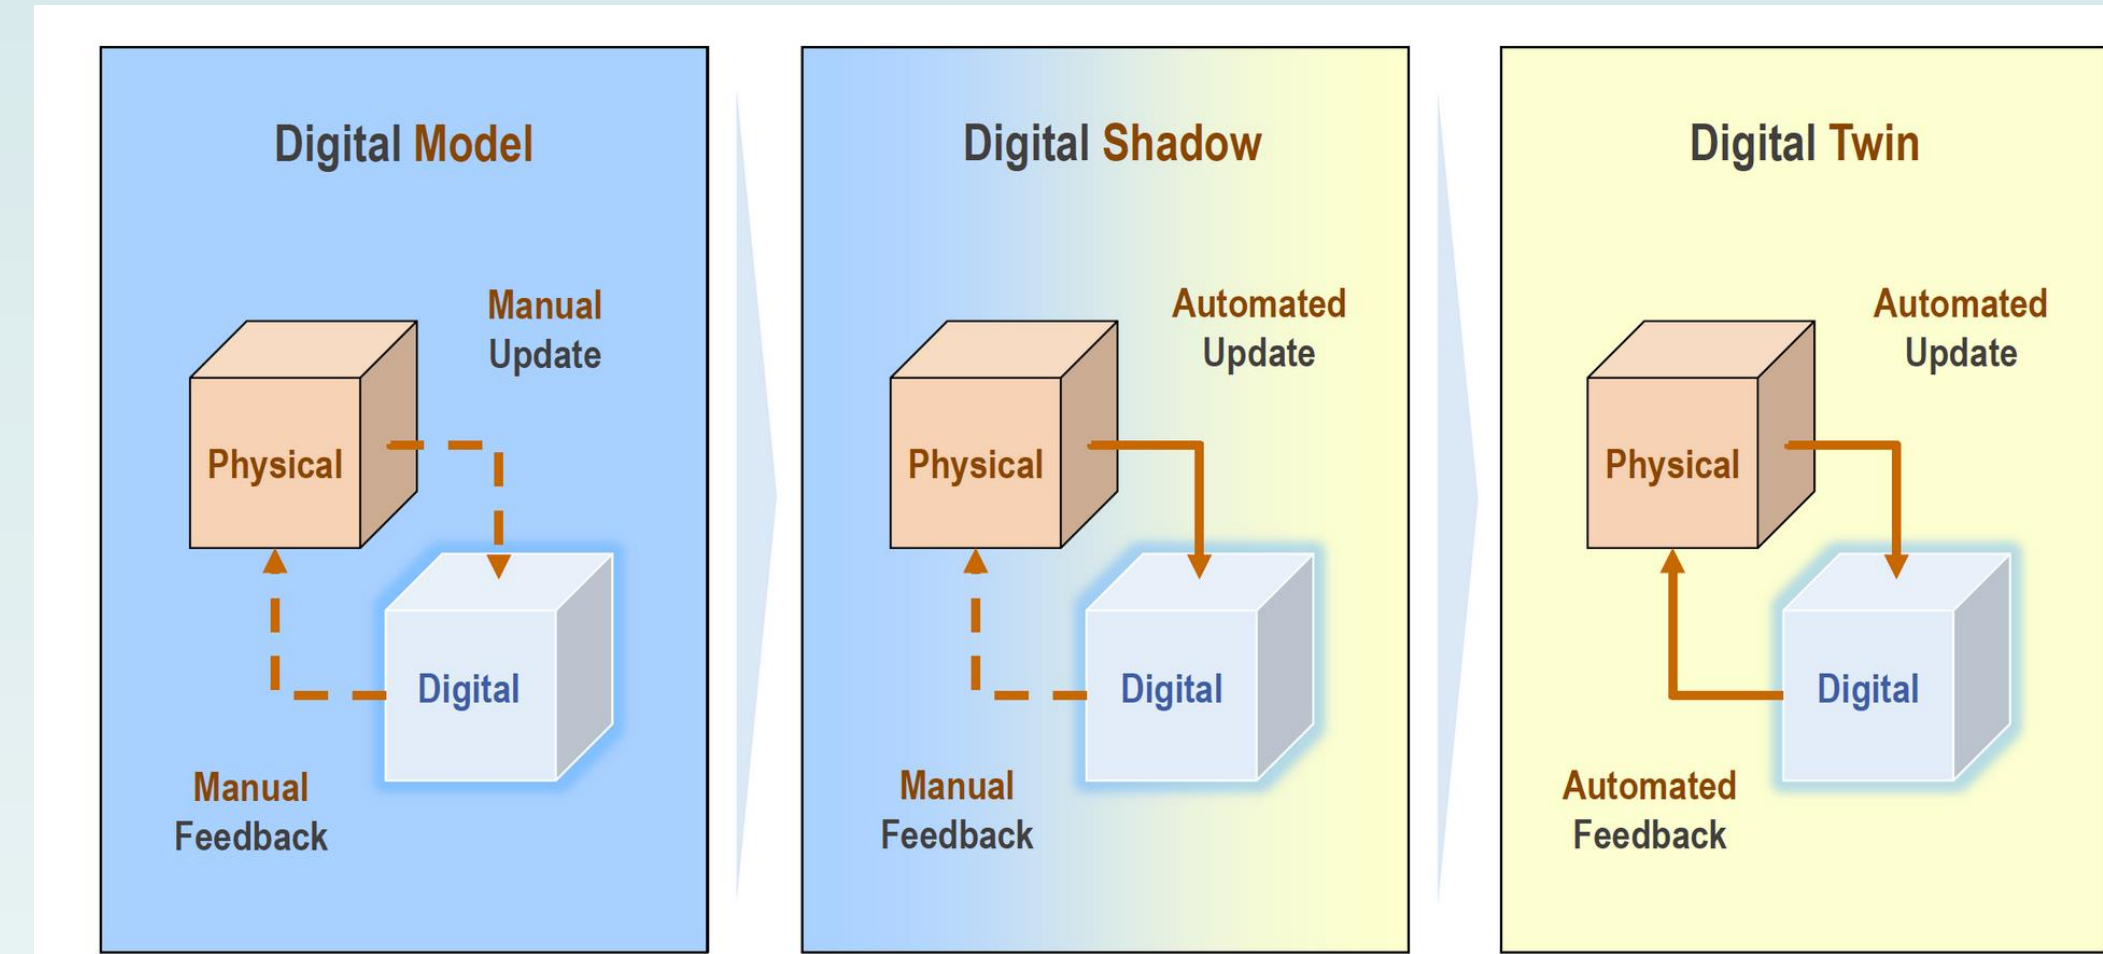 Digital Model
Manual
Update
Physical
Digital
Manual
Feedback
Digital Shadow
Automated
Update
Physical
Digital
Manual
Feedback
Digital Twin
Automated
Update
Physical
Digital
Automated
Feedback